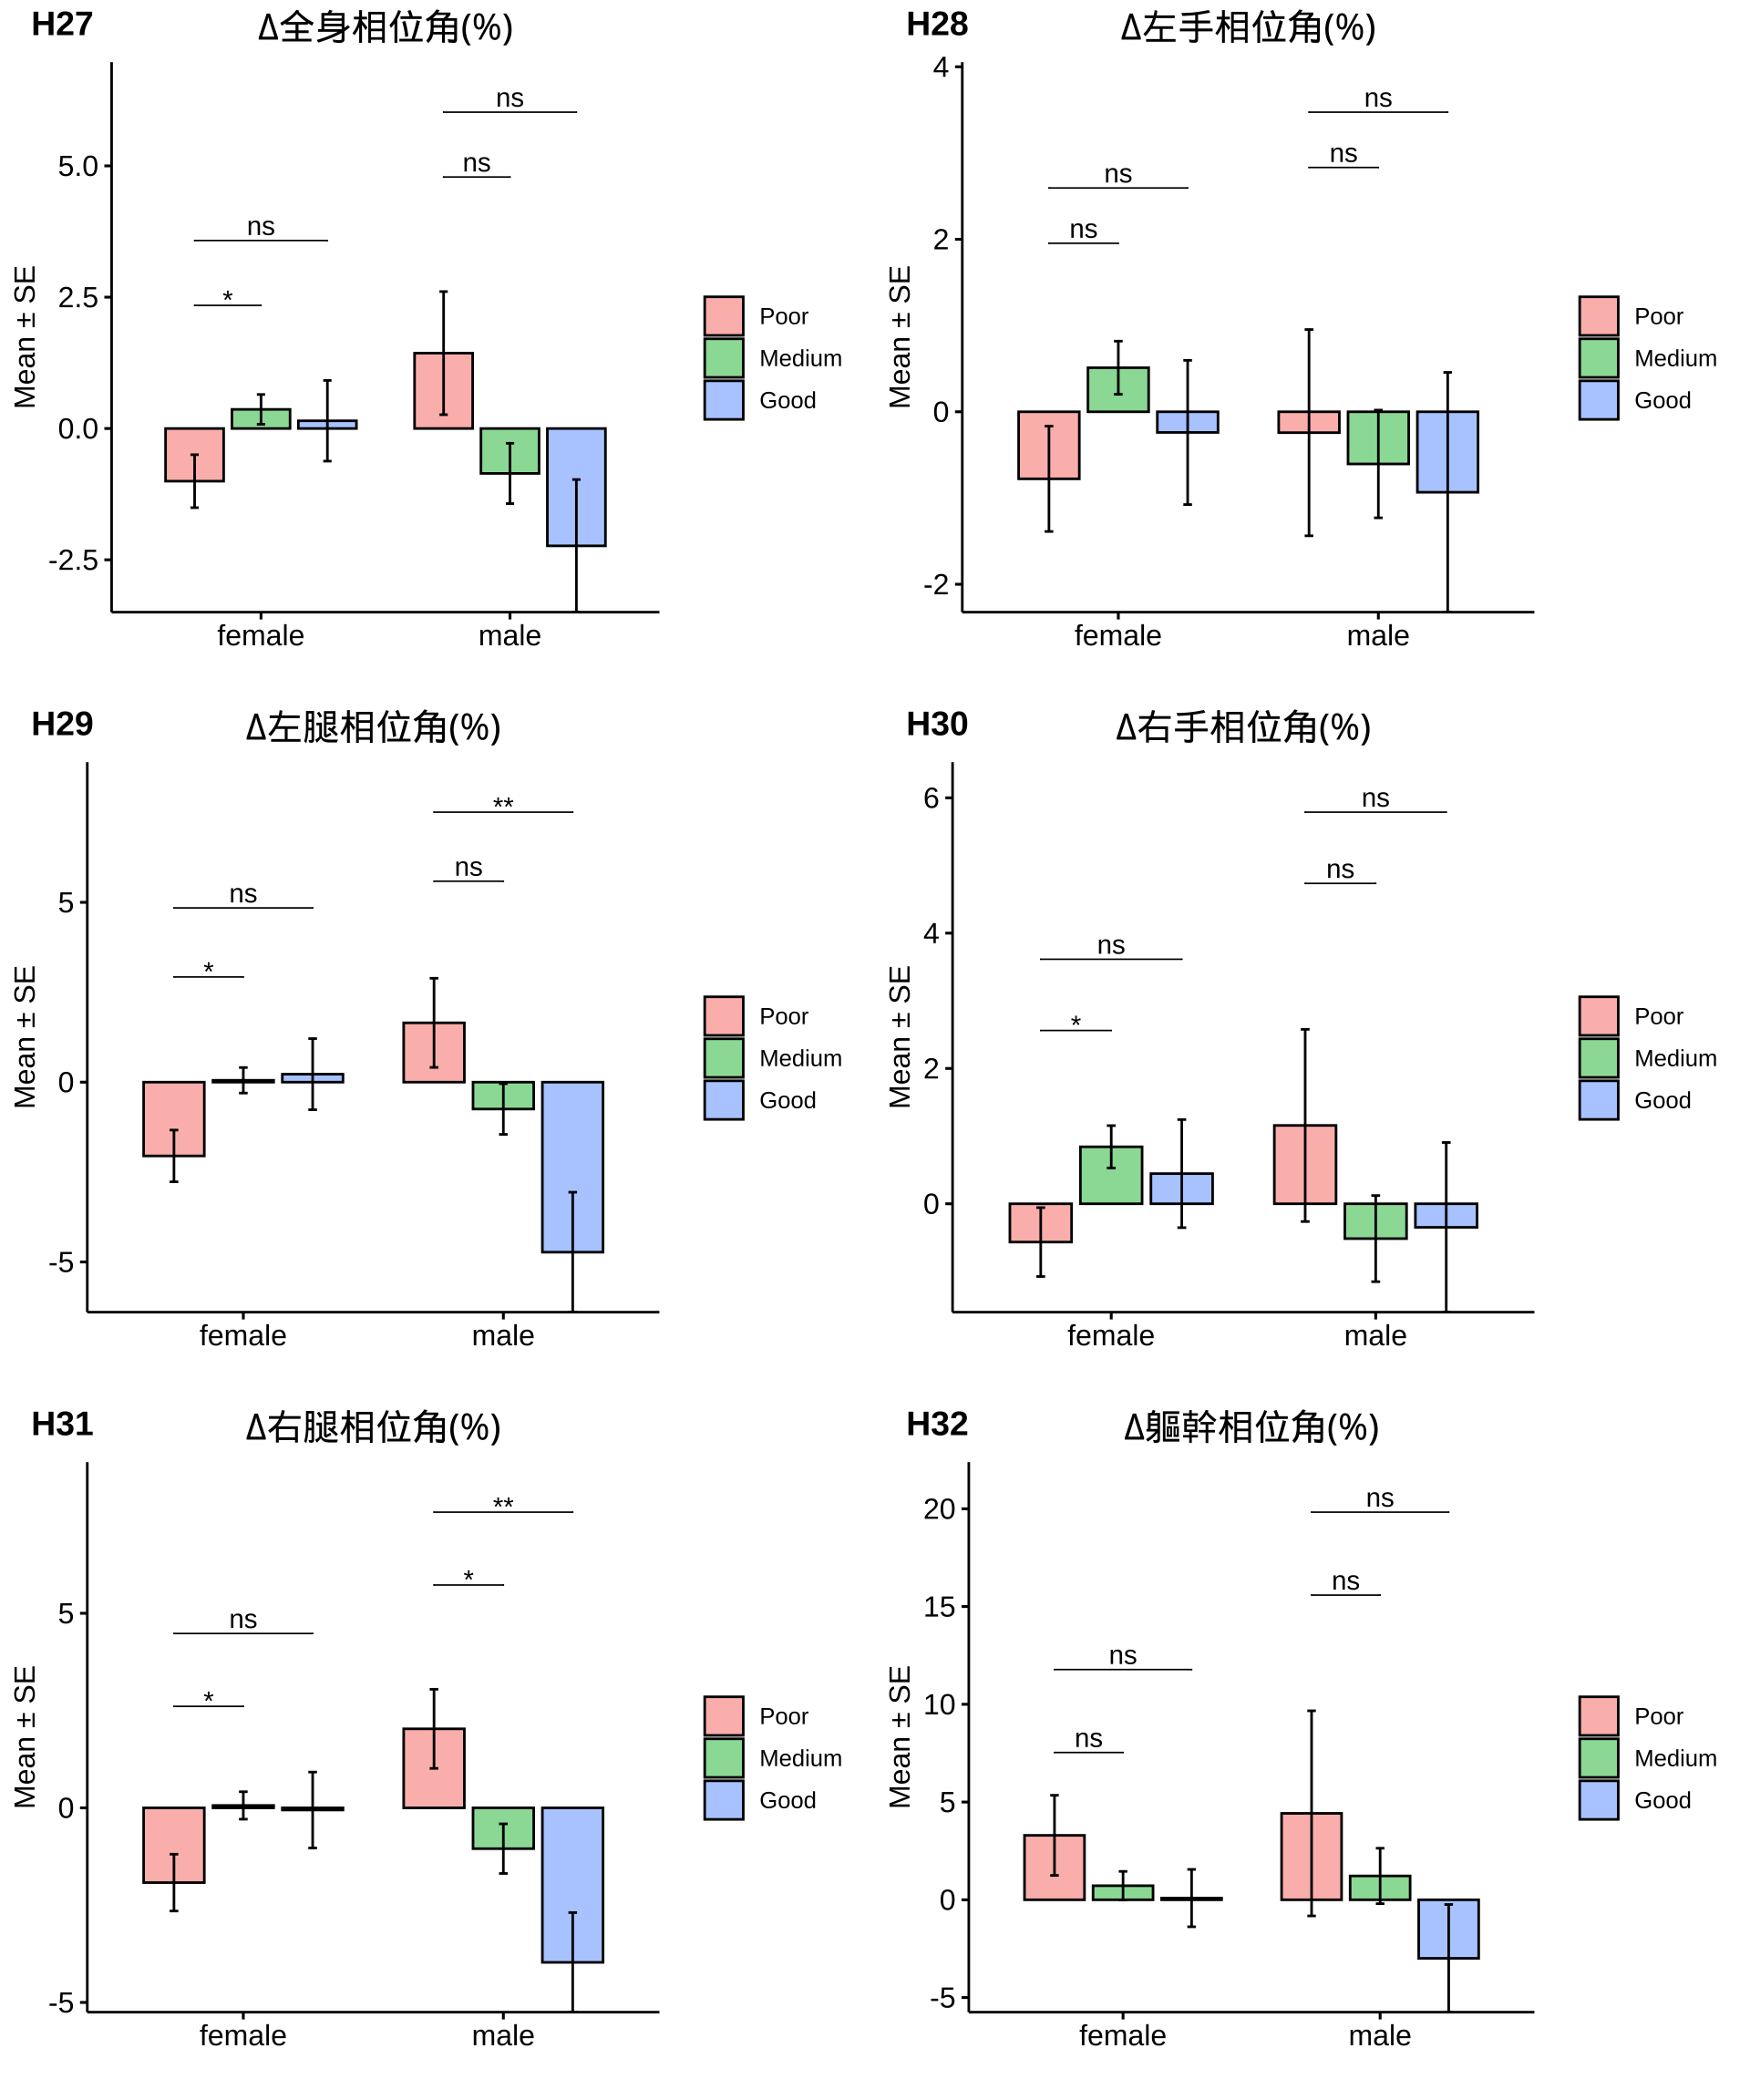 H27
Δ全身相位角(%)
ns
ns
5.0
ns
2.5
*
Mean ± SE
0.0
-2.5
female
male
Poor
Medium
Good
H28
Δ左手相位角(%)
4
ns
ns
ns
2
ns
Mean ± SE
0
-2
female
male
Poor
Medium
Good
H29
Δ左腿相位角(%)
**
ns
ns
5
*
Mean ± SE
0
-5
female
male
Poor
Medium
Good
H30
Δ右手相位角(%)
6
ns
ns
4
ns
*
2
Mean ± SE
0
female
male
Poor
Medium
Good
H31
Δ右腿相位角(%)
**
*
5
ns
*
Mean ± SE
0
-5
female
male
Poor
Medium
Good
H32
Δ軀幹相位角(%)
20
ns
ns
15
ns
10
ns
Mean ± SE
5
0
-5
female
male
Poor
Medium
Good